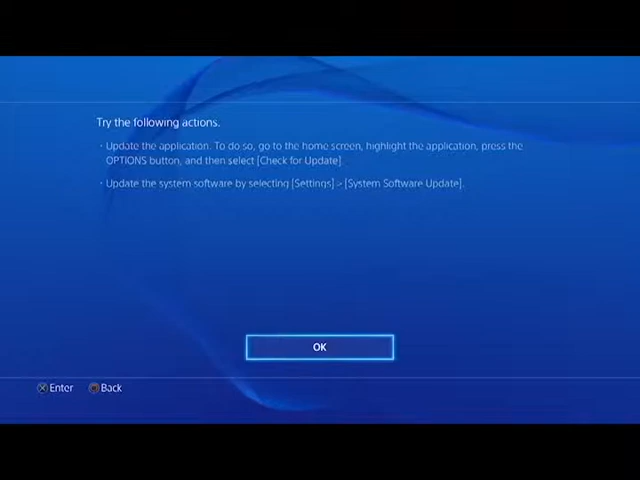 Try the following actions.
· Update the application. To do so, go to the home screen, highlight the application, press the
OPTIONS button, and then select [Check for Update].
· Update the system software by selecting [Settings] > [System Software Update].
OK
Enter Back